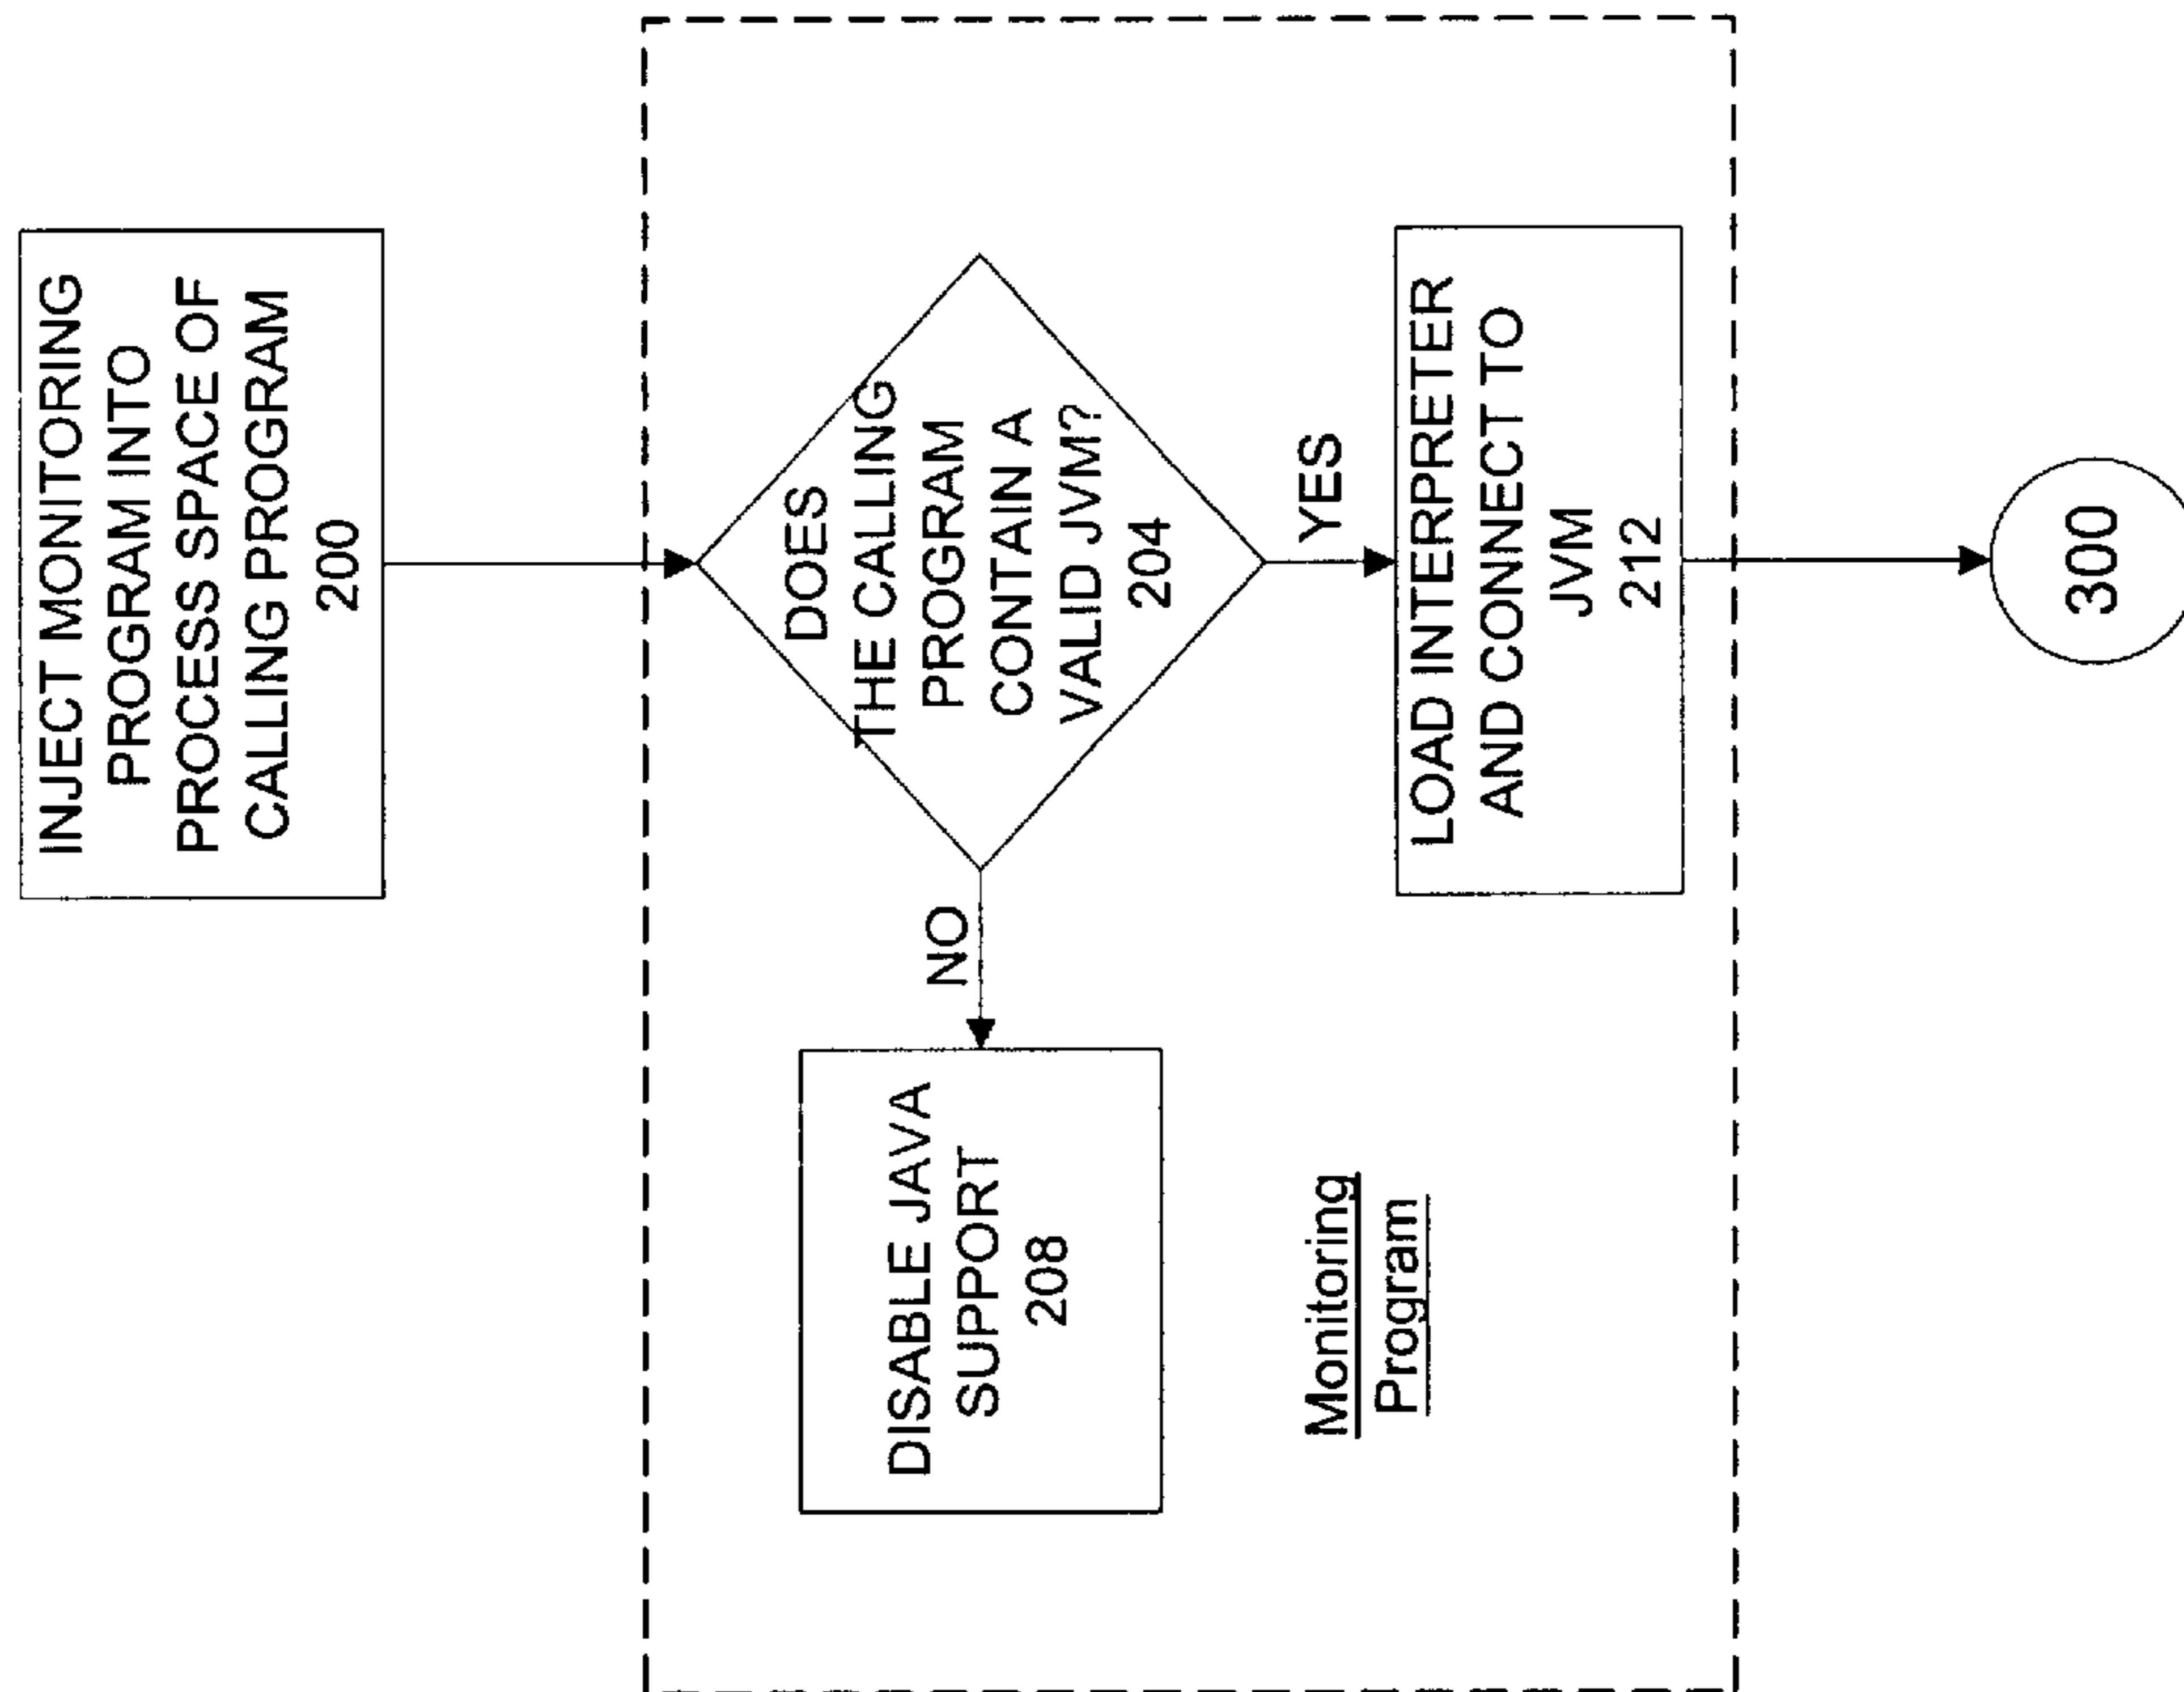 INJECT MONITORING
PROGRAM INTO
PROCESS SPACE OF
CALLING PROGRAM
200
DOES
THE CALLING
PROGRAM
CONTAIN A
VALID JVM?
204
NO
DISABLE JAVA
SUPPORT
208
YES
LOAD INTERPRETER
AND CONNECT TO
JVM
212
Monitoring
Program
300